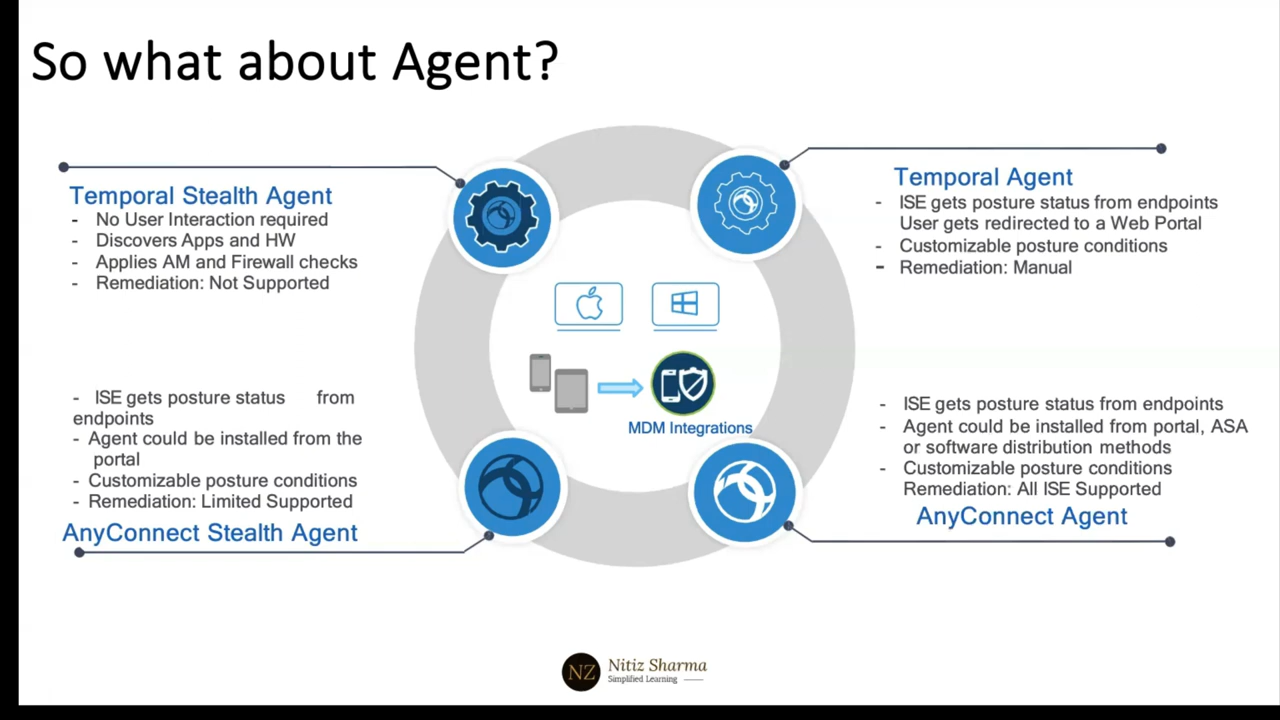 So what about Agent?
Temporal Stealth Agent
- No User Interaction required
- Discovers Apps and HW
- Applies AM and Firewall checks
- Remediation: Not Supported
Temporal Agent
- ISE gets posture status from endpoints
User gets redirected to a Web Portal
- Customizable posture conditions
- Remediation: Manual
MDM Integrations
- ISE gets posture status from
endpoints
- Agent could be installed from the
portal
- Customizable posture conditions
- Remediation: Limited Supported
AnyConnect Stealth Agent
- ISE gets posture status from endpoints
- Agent could be installed from portal, ASA
or software distribution methods
- Customizable posture conditions
Remediation: All ISE Supported
AnyConnect Agent
NZ
Nitiz Sharma
Simplified Learning